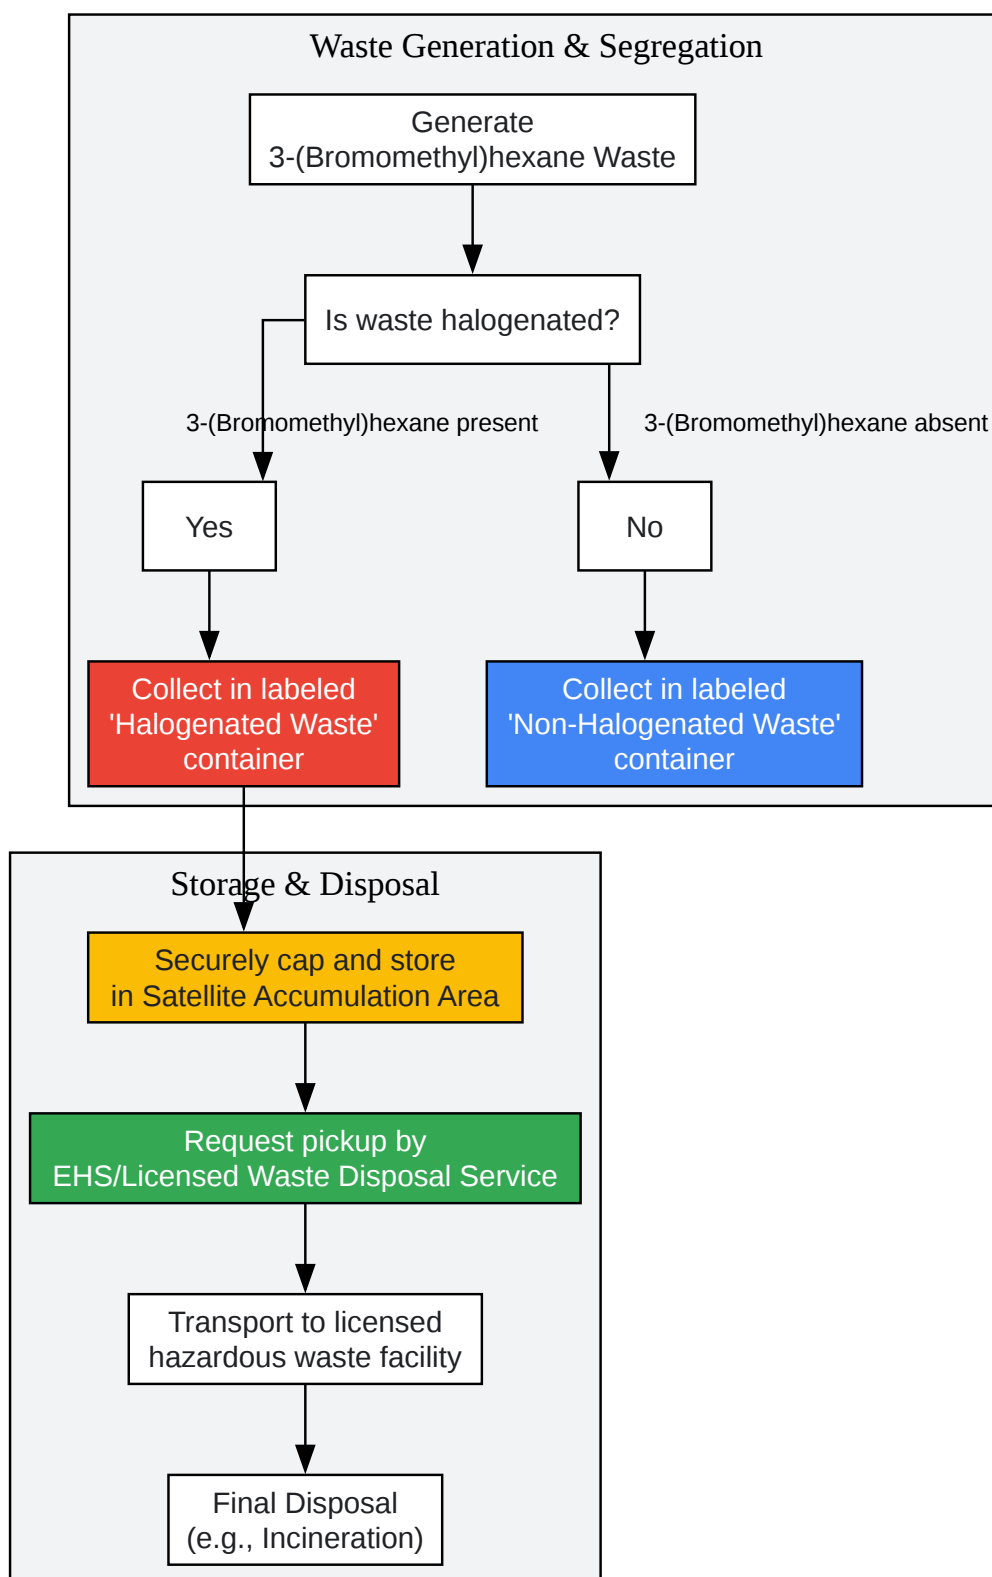 Waste Generation & Segregation
Generate
3-(Bromomethyl)hexane Waste
Is waste halogenated?
3-(Bromomethyl)hexane present
3-(Bromomethyl)hexane absent
Yes
No
Collect in labeled
'Halogenated Waste'
container
Collect in labeled
'Non-Halogenated Waste'
container
Storage & Disposal
Securely cap and store
in Satellite Accumulation Area
Request pickup by
EHS/Licensed Waste Disposal Service
Transport to licensed
hazardous waste facility
Final Disposal
(e.g., Incineration)